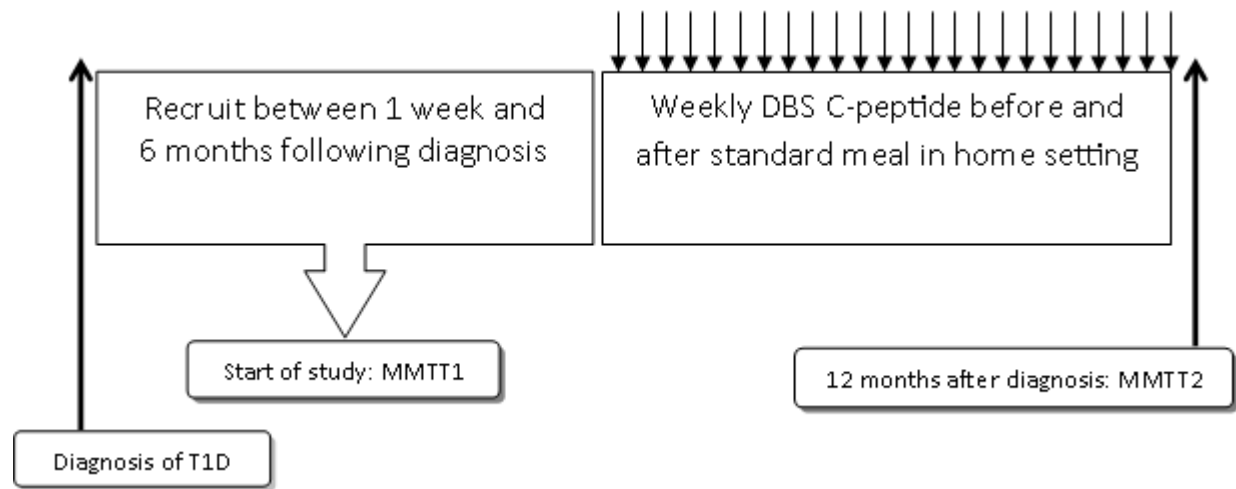 Recruit between 1 week and
6 months following diagnosis
Weekly DBS C-peptide before and
after standard meal in home setting
Start of study: MMTT1
12 months after diagnosis: MMTT2
Diagnosis of T1D